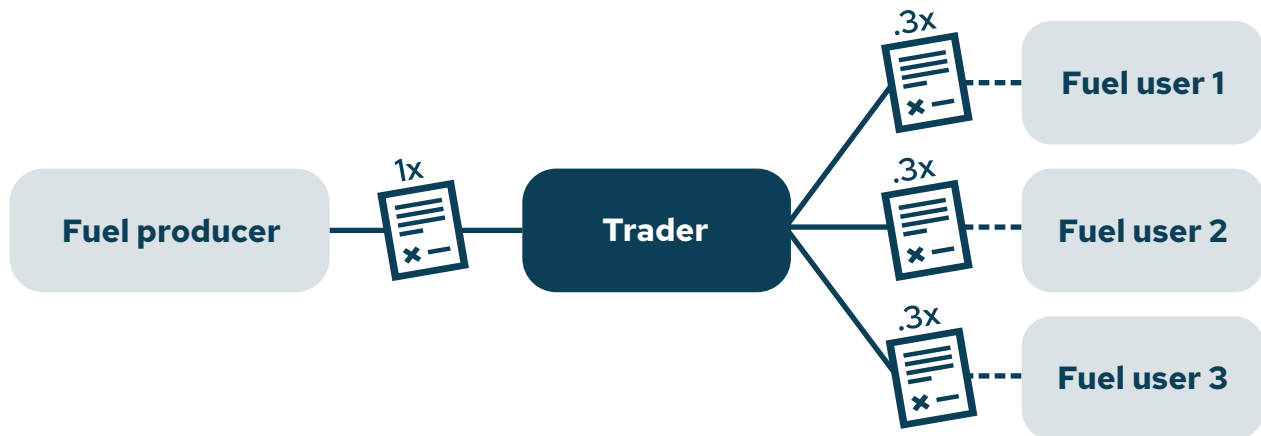 .3x
Fuel user 1
1x
.3x
Fuel producer
Trader
Fuel user 2
.3x
Fuel user 3